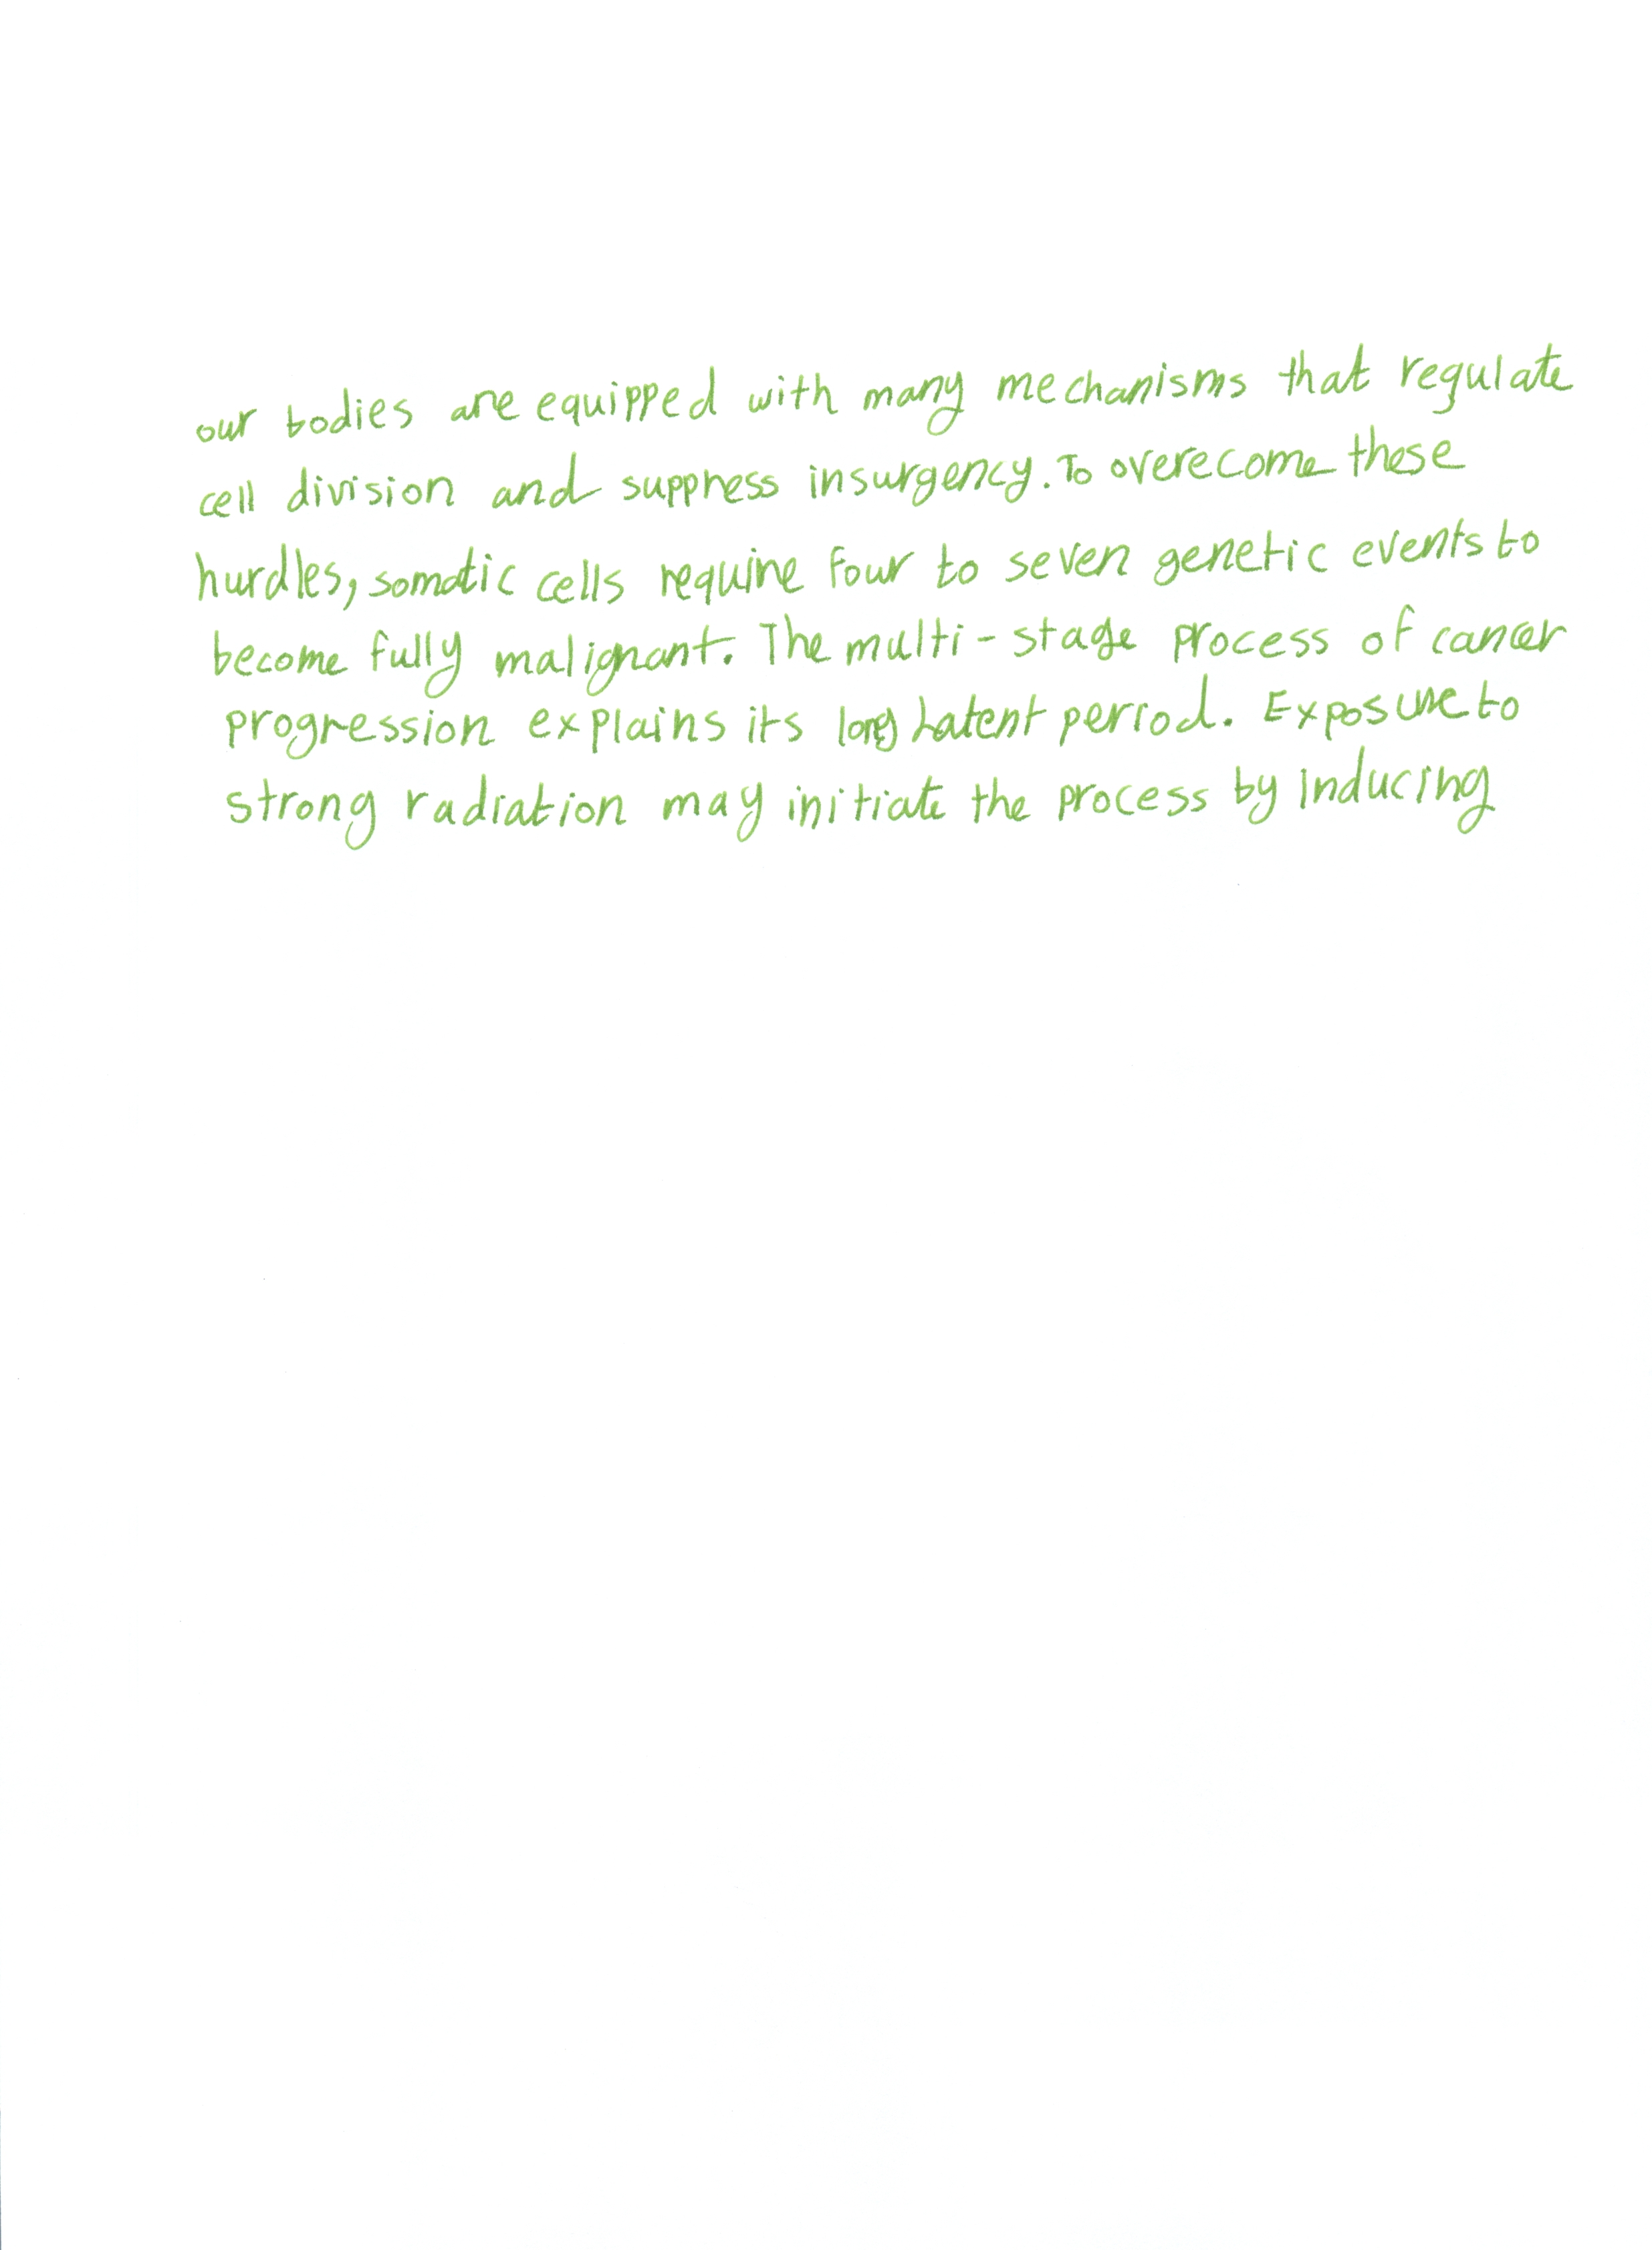 our bodies are equipped with many mechanisms that regulate
cell division and suppress insurgency. To overecome these
hurdles, somatic cells require four to seven genetic events to
become fully malignant. The multi-stage process of cancer
progression explains its long latent period. Exposure to
strong radiation may initiate the process by inducing